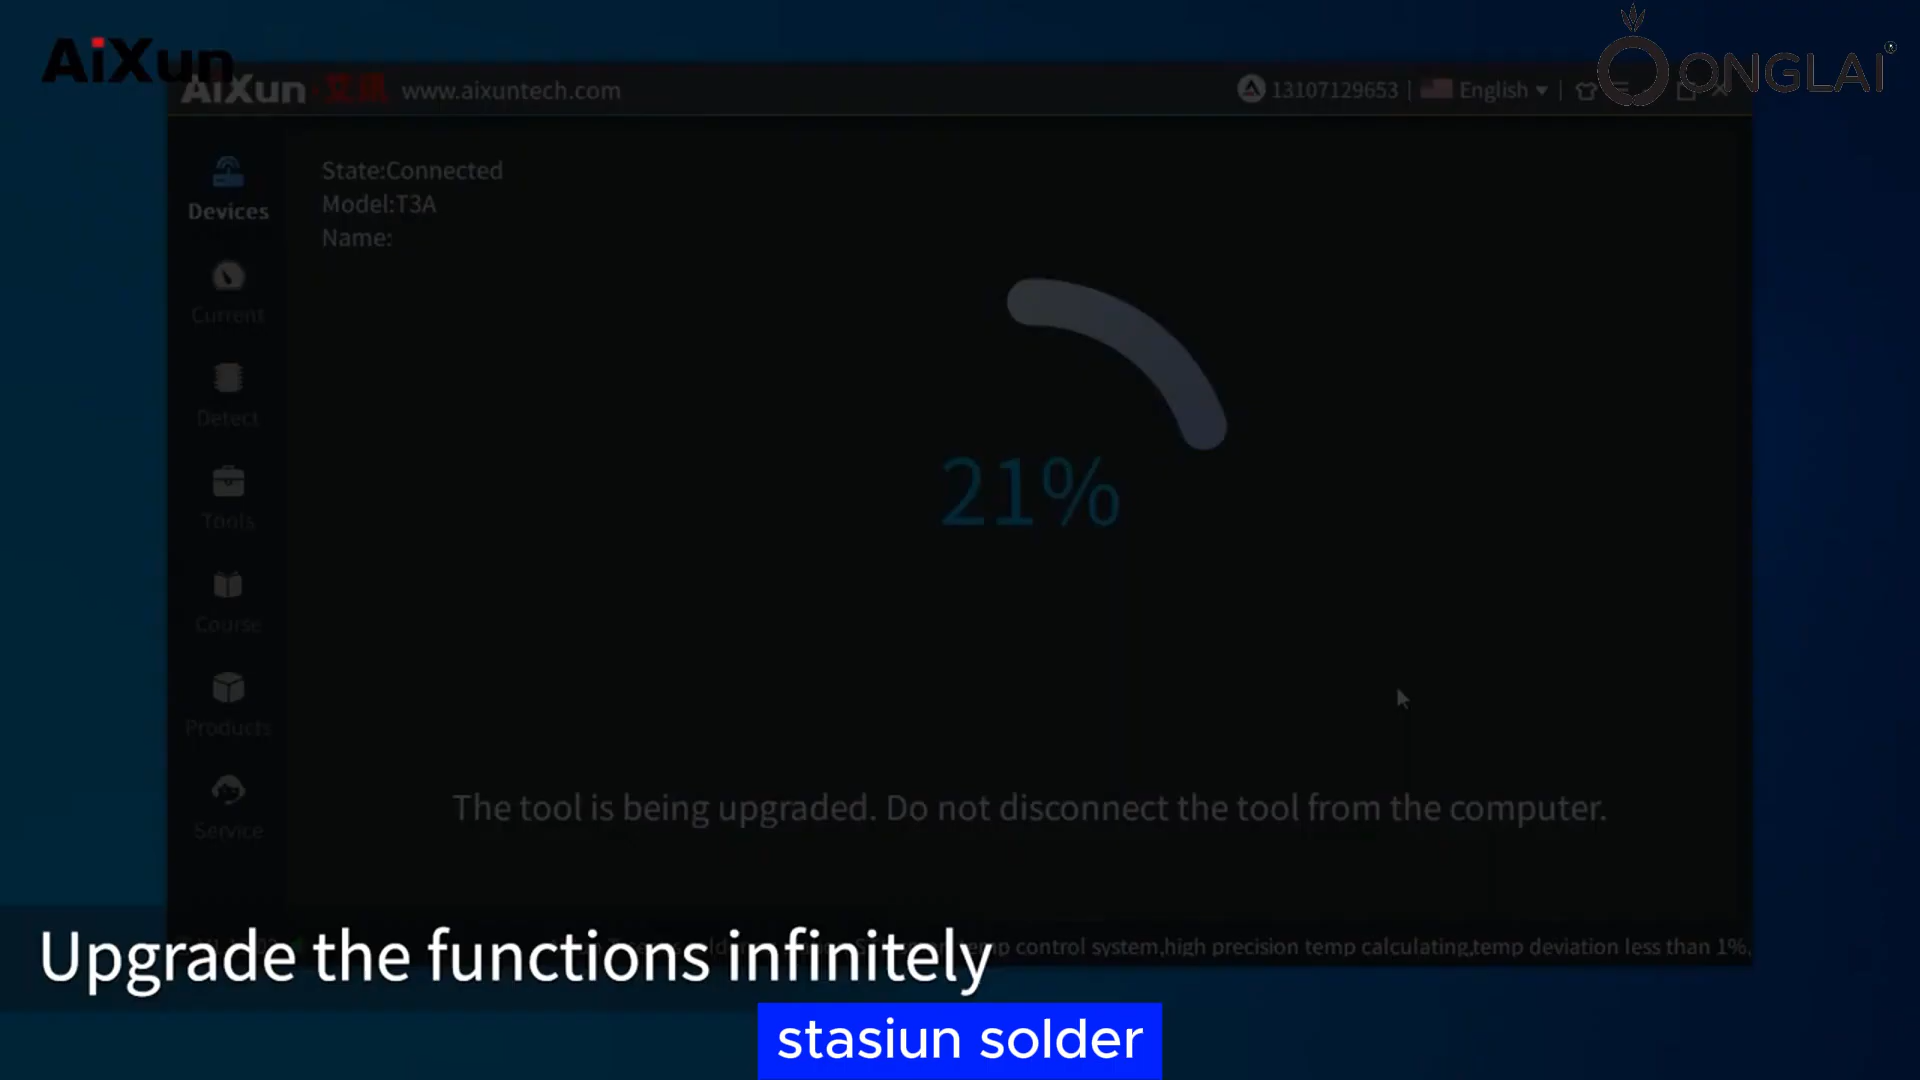 AiXun
ONGLAI
AiXun www.aixuntech.com
13107129653 | English
State:Connected
Model:T3A
Name:
Devices
Current
Detect
Tools
Course
Products
Service
21%
The tool is being upgraded. Do not disconnect the tool from the computer.
control system,high precision temp calculating,temp deviation less than 1%,
Upgrade the functions infinitely
stasiun solder